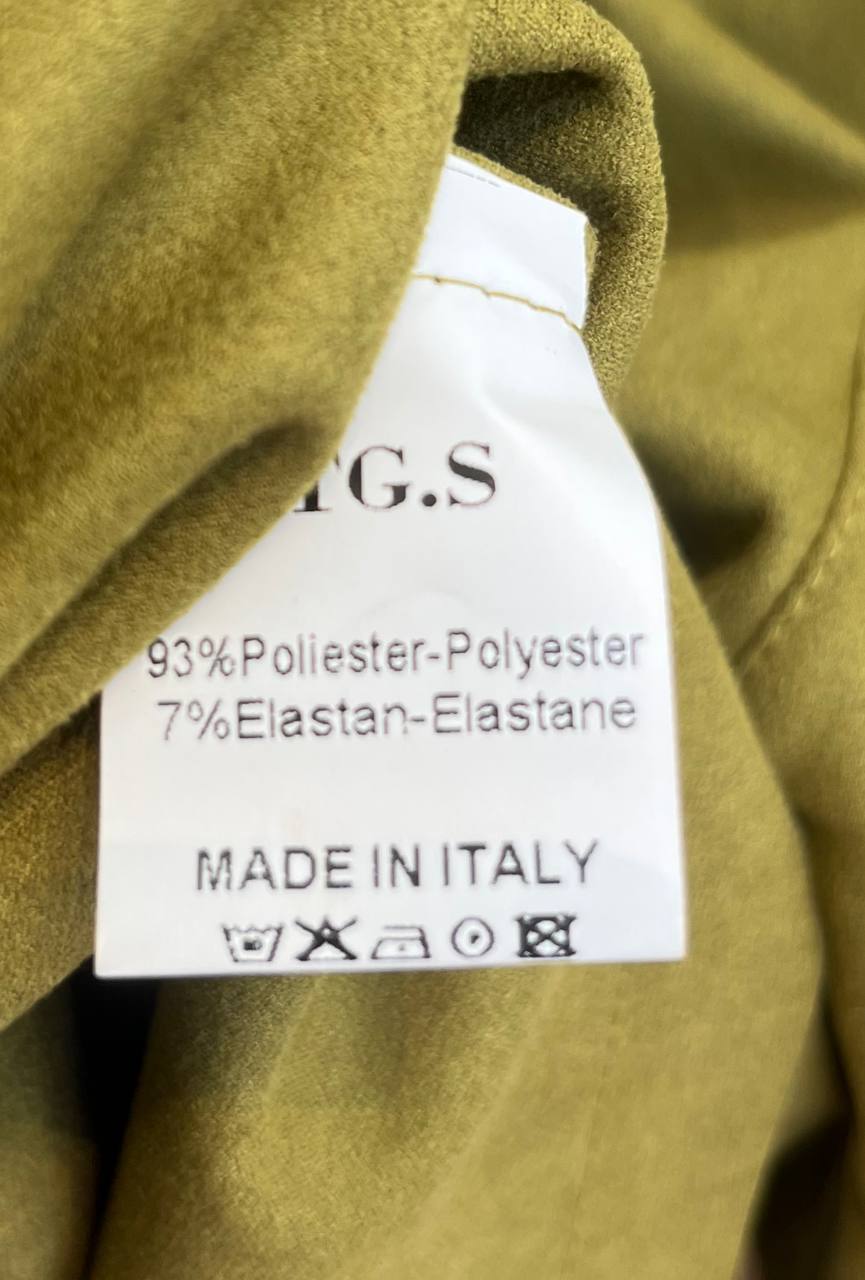 TG.S
93%Poliester-Polyester
7%Elastan-Elastane
MADE IN ITALY